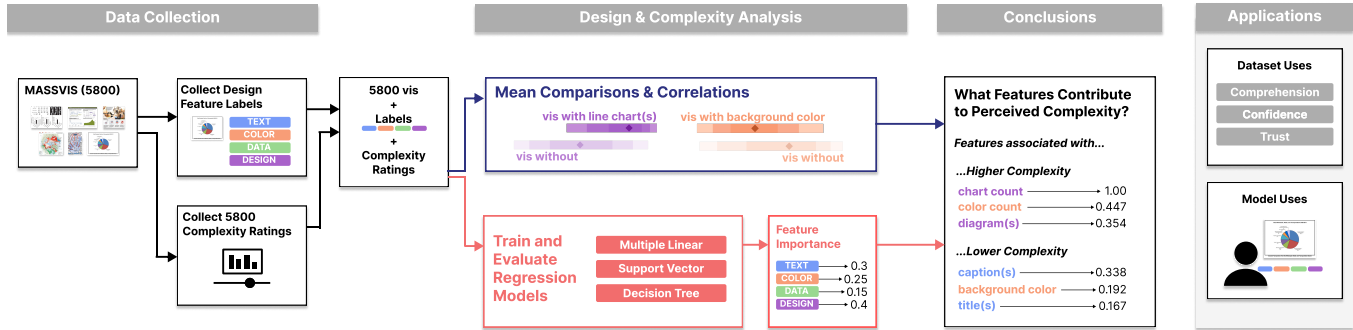 Data Collection
Design & Complexity Analysis
Conclusions
Applications
MASSVIS (5800)
Collect Design
Feature Labels
TEXT
COLOR
DATA
DESIGN
Collect 5800
Complexity Ratings
5800 vis
+
Labels
+
Complexity
Ratings
Mean Comparisons & Correlations
vis with line chart(s)
vis without
vis with background color
vis without
Train and
Evaluate
Regression
Models
Multiple Linear
Support Vector
Decision Tree
Feature
Importance
TEXT 0.3
COLOR 0.25
DATA 0.15
DESIGN 0.4
What Features Contribute
to Perceived Complexity?
Features associated with...
...Higher Complexity
chart count 1.00
color count 0.447
diagram(s) 0.354
...Lower Complexity
caption(s) 0.338
background color 0.192
title(s) 0.167
Dataset Uses
Comprehension
Confidence
Trust
Model Uses